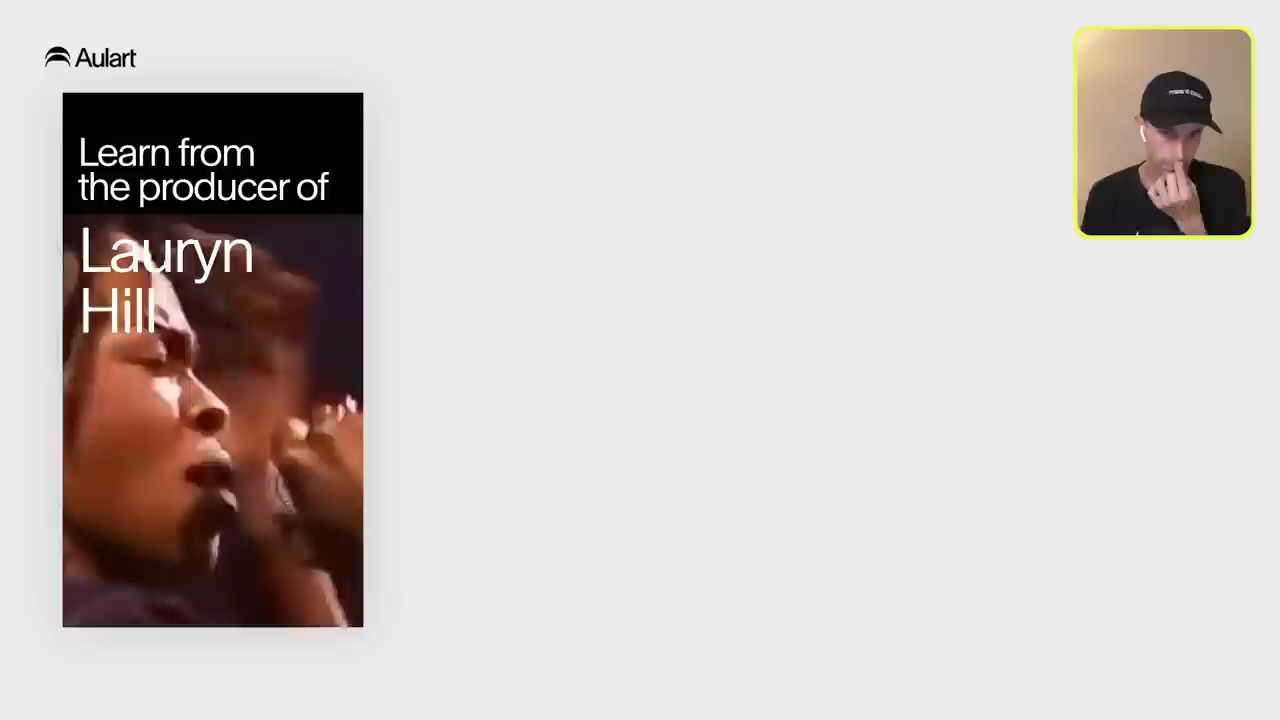 Aulart
Learn from
the producer of
Lauryn
Hill